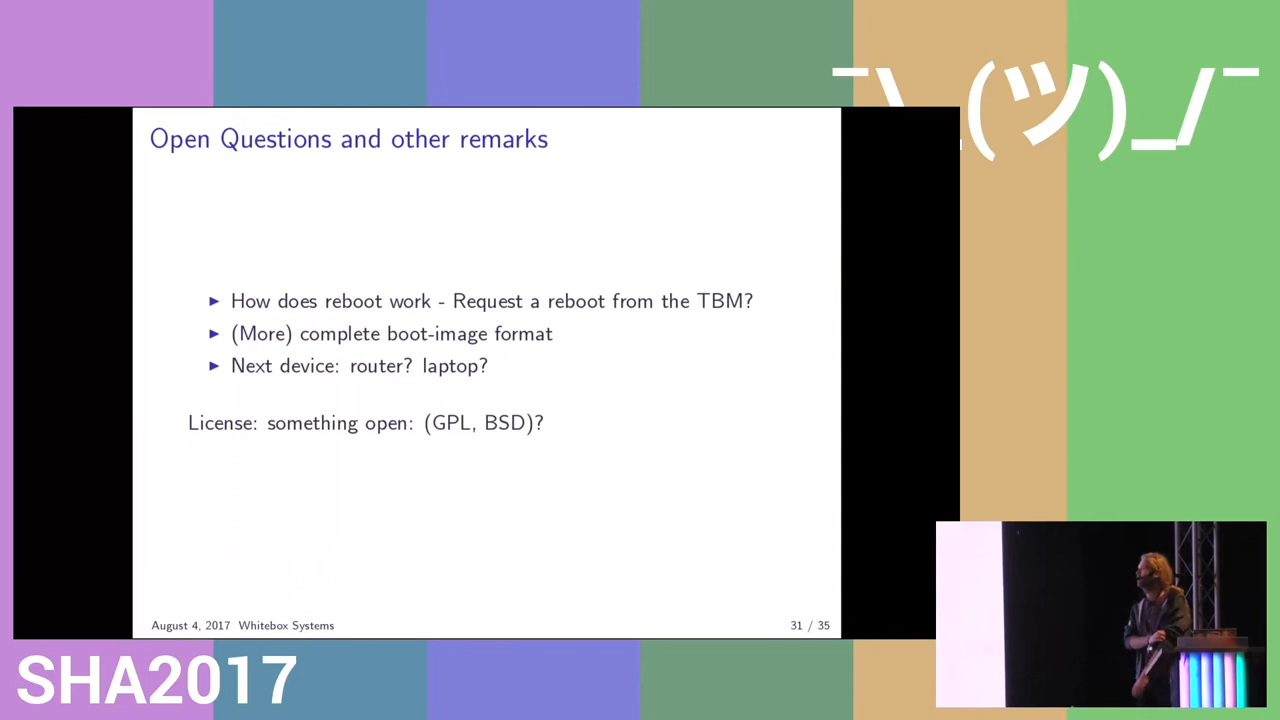 ¯\_(ツ)_/¯
Open Questions and other remarks
▶ How does reboot work - Request a reboot from the TBM?
▶ (More) complete boot-image format
▶ Next device: router? laptop?
License: something open: (GPL, BSD)?
August 4, 2017 Whitebox Systems
31 / 35
SHA2017